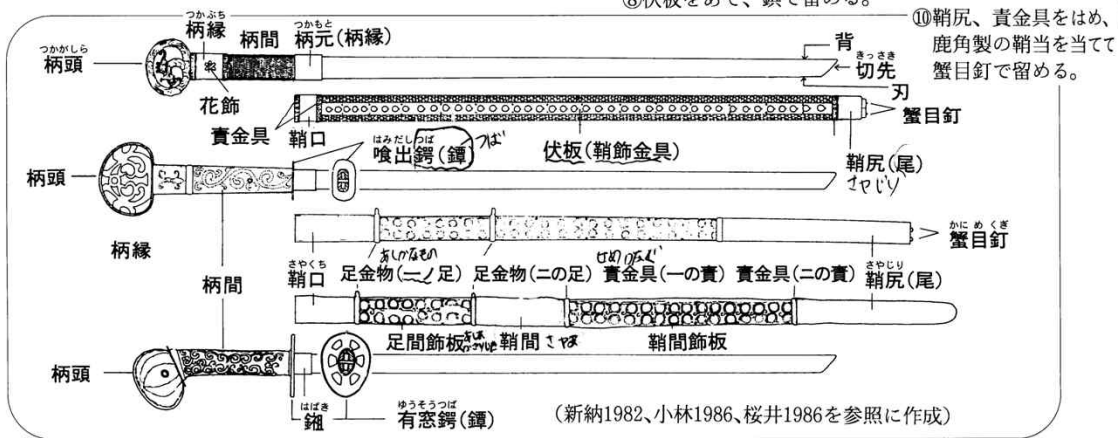 ⑧伏板をあて、鋲で留める。
⑩鞘尻、責金具をはめ、
鹿角製の鞘当を当てて
蟹目釘で留める。
つかがしら
柄頭
つかぶち
柄縁
柄間
つかもと
柄元(柄縁)
花飾
背
きっさき
切先
刃
責金具
鞘口
伏板(鞘飾金具)
鞘尻(尾)
さやじり
蟹目釘
柄頭
はみだしつば
喰出鍔(鐔)
つば
柄縁
柄間
さやくち
鞘口
あしかなもの
足金物(一ノ足)
足金物(二の足)
せめかなぐ
責金具(一の責)
責金具(二の責)
さやじり
鞘尻(尾)
かにめくぎ
蟹目釘
足間飾板
鞘間
さやま
鞘間飾板
柄頭
はばき
鎺
ゆうそうつば
有窓鍔(鐔)
(新納1982、小林1986、桜井1986を参照に作成)